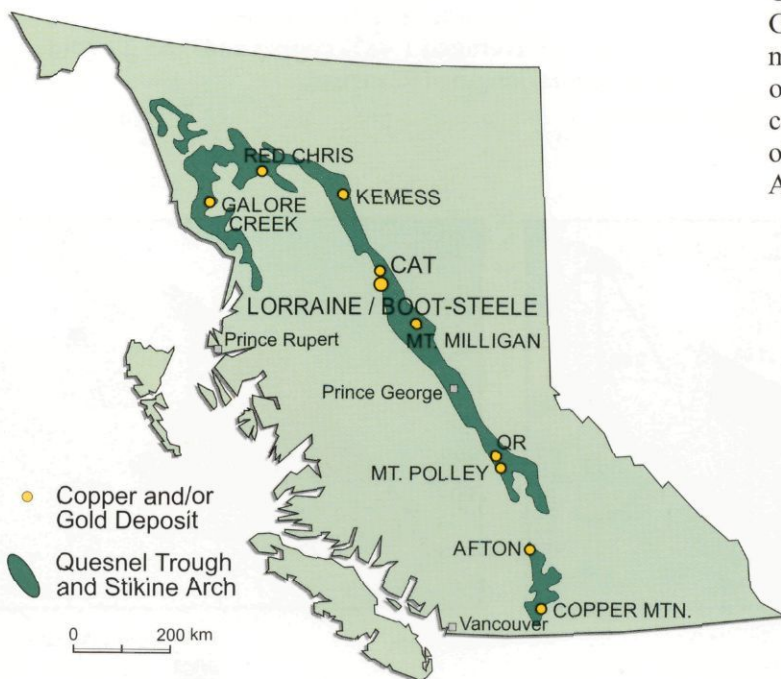 RED CHRIS
GALORE
CREEK
KEMESS
CAT
LORRAINE / BOOT-STEELE
MT. MILLIGAN
Prince Rupert
Prince George
QR
MT. POLLEY
Copper and/or
Gold Deposit
Quesnel Trough
and Stikine Arch
0 200 km
AFTON
COPPER MTN.
Vancouver
m
o
c
o
A